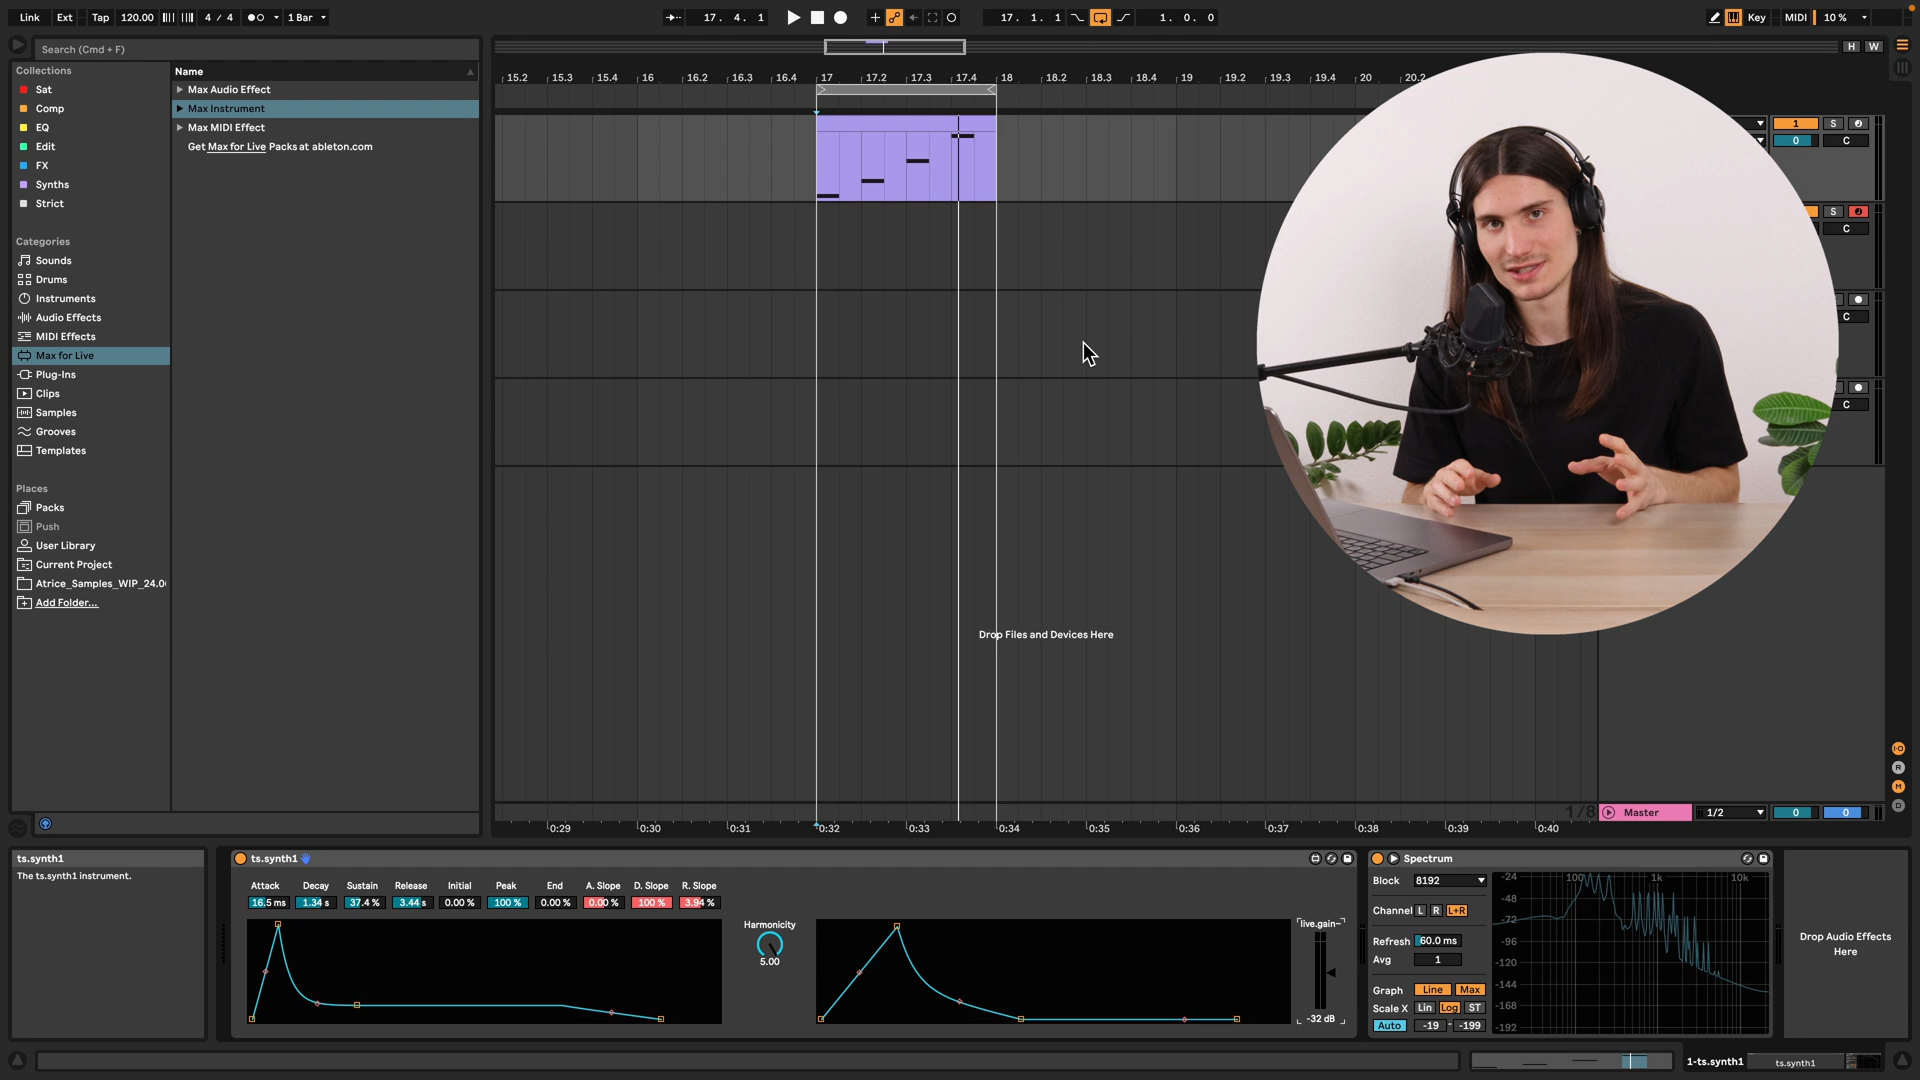 Link Ext Tap 120.00 4 / 4 1 Bar 17. 4. 1 17. 1. 1 1. 0. 0 Key MIDI 10 %
Search (Cmd + F)
H W
Collections
Name
Sat
Comp
EQ
Edit
FX
Synths
Strict
Max Audio Effect
Max Instrument
Max MIDI Effect
Get Max for Live Packs at ableton.com
15.2 15.3 15.4 16 16.2 16.3 16.4 17 17.2 17.3 17.4 18 18.2 18.3 18.4 19 19.2 19.3 19.4 20 20.2
1 S
0 C
S
C
C
C
Categories
Sounds
Drums
Instruments
Audio Effects
MIDI Effects
Max for Live
Plug-Ins
Clips
Samples
Grooves
Templates
Places
Packs
Push
User Library
Current Project
Atrice_Samples_WIP_24.0
Add Folder...
Drop Files and Devices Here
I·O
R
M
D
1/8 Master 1/2 0 0
0:29 0:30 0:31 0:32 0:33 0:34 0:35 0:36 0:37 0:38 0:39 0:40
ts.synth1
The ts.synth1 instrument.
ts.synth1
Attack Decay Sustain Release Initial Peak End A. Slope D. Slope R. Slope
16.5 ms 1.34 s 37.4 % 3.44 s 0.00 % 100 % 0.00 % 0.00 % 100 % 3.94 %
Harmonicity
5.00
live.gain~
-32 dB
Spectrum
Block 8192
Channel L R L+R
Refresh 60.0 ms
Avg 1
Graph Line Max
Scale X Lin Log ST
Auto -19 - -199
100 1k 10k
-24
-48
-72
-96
-120
-144
-168
-192
Drop Audio Effects
Here
1-ts.synth1 ts.synth1